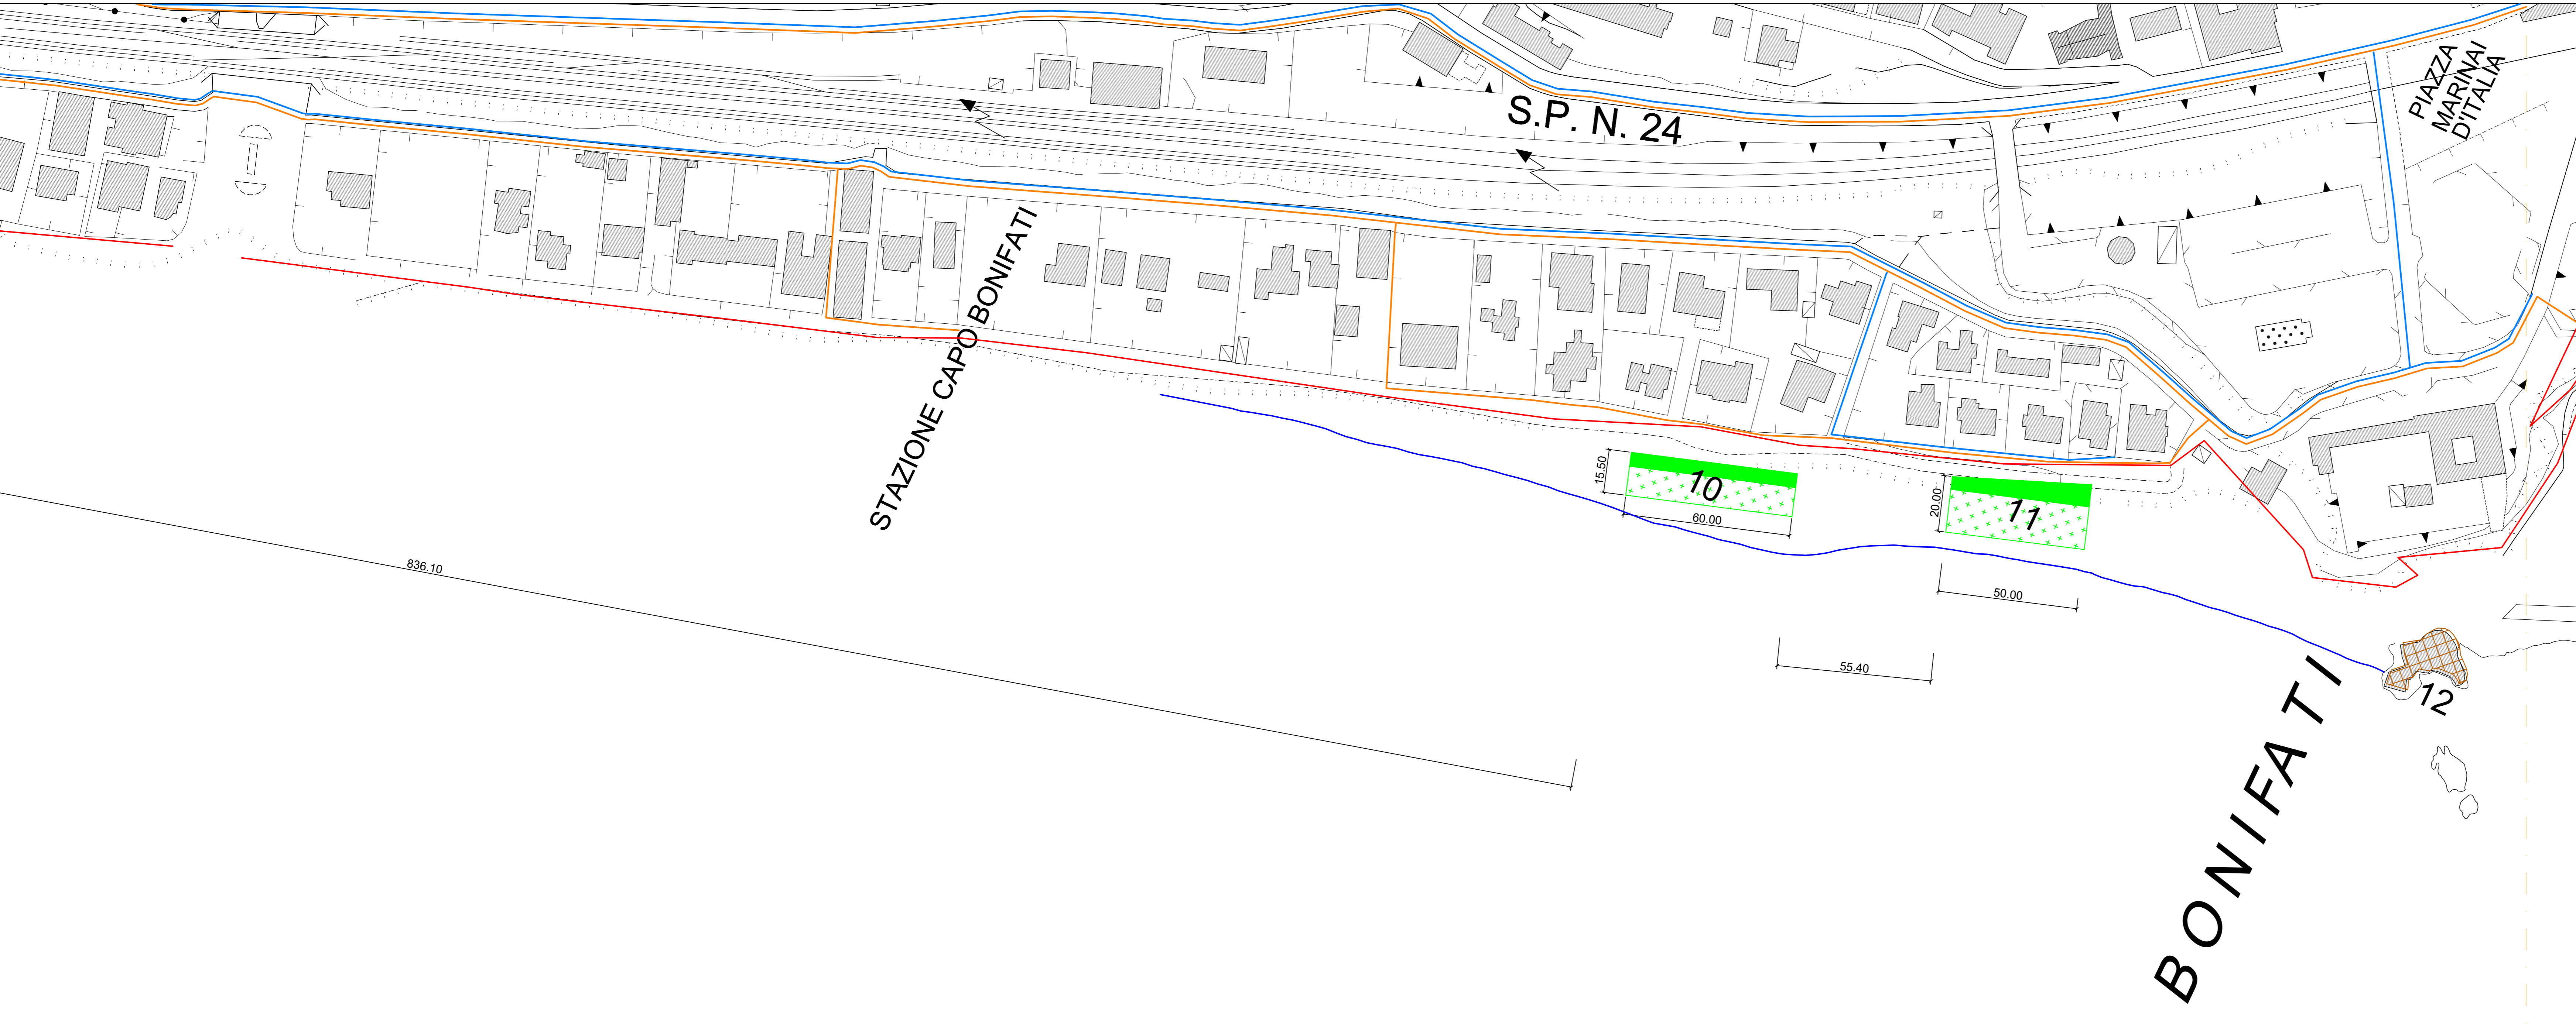 PIAZZA
MARINAI
D'ITALIA
S.P. N. 24
STAZIONE CAPO BONIFATI
15.50
10
60.00
20.00
11
836.10
50.00
55.40
12
BONIFATI